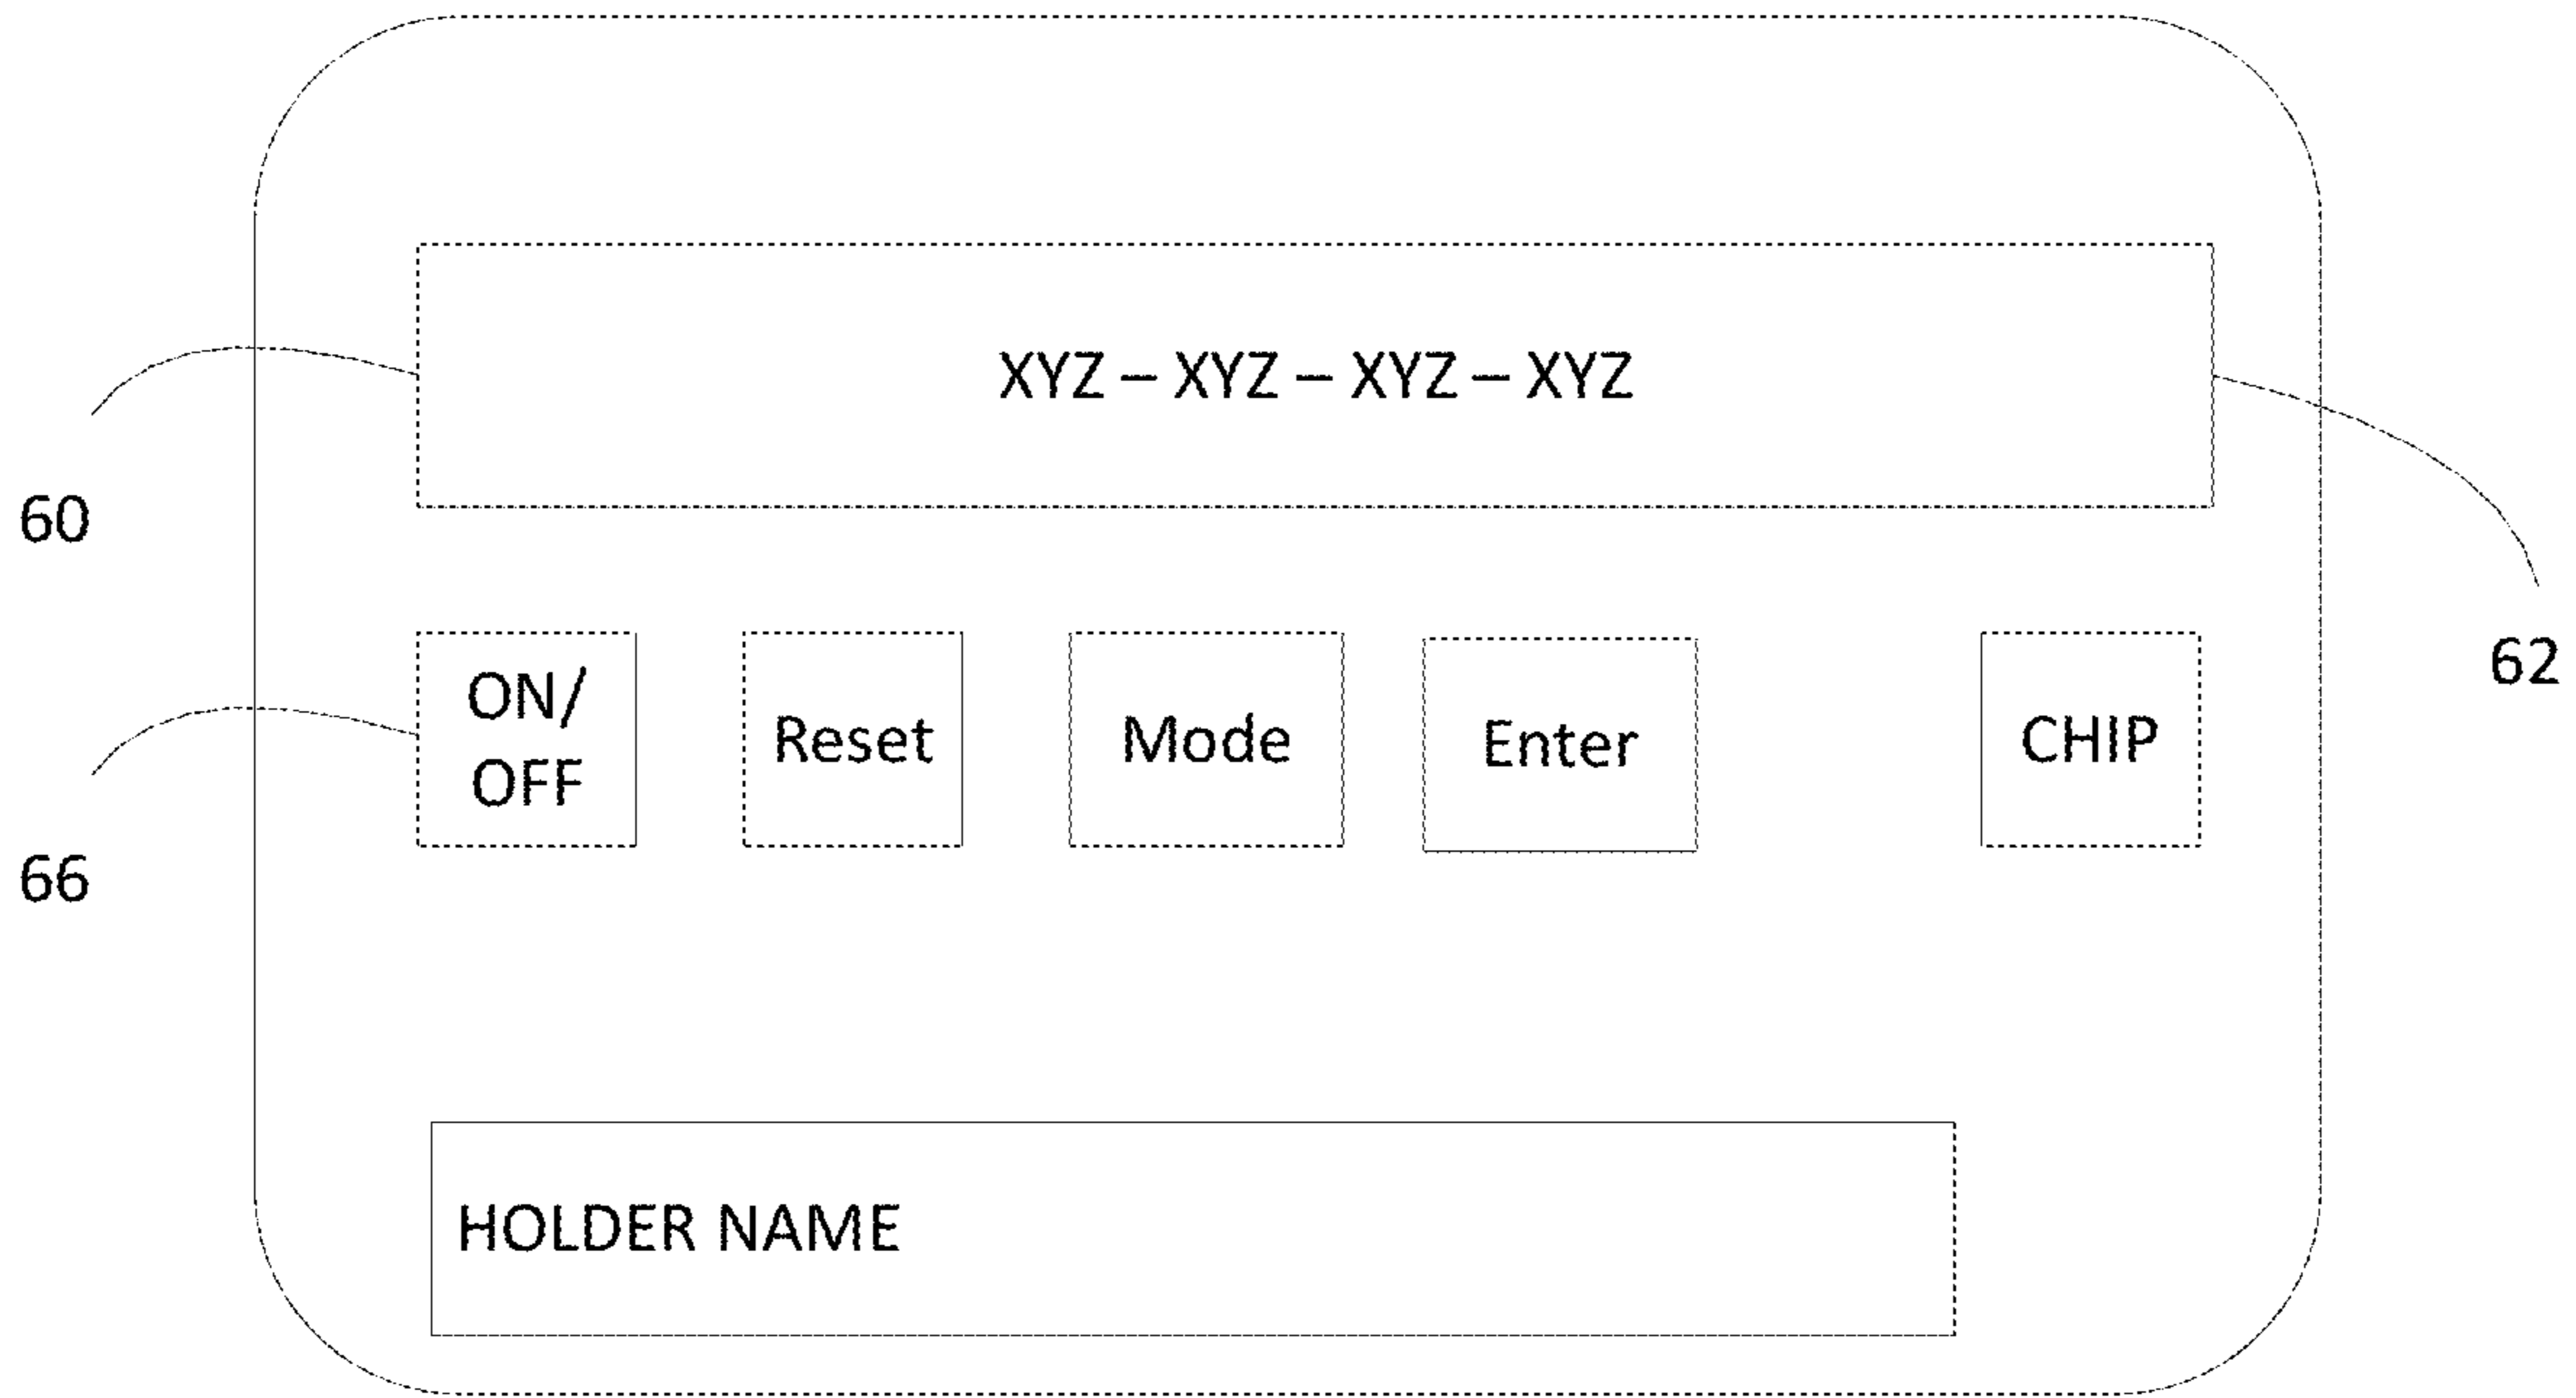 XYZ – XYZ – XYZ – XYZ
60
62
ON/
OFF
Reset
Mode
Enter
CHIP
66
HOLDER NAME